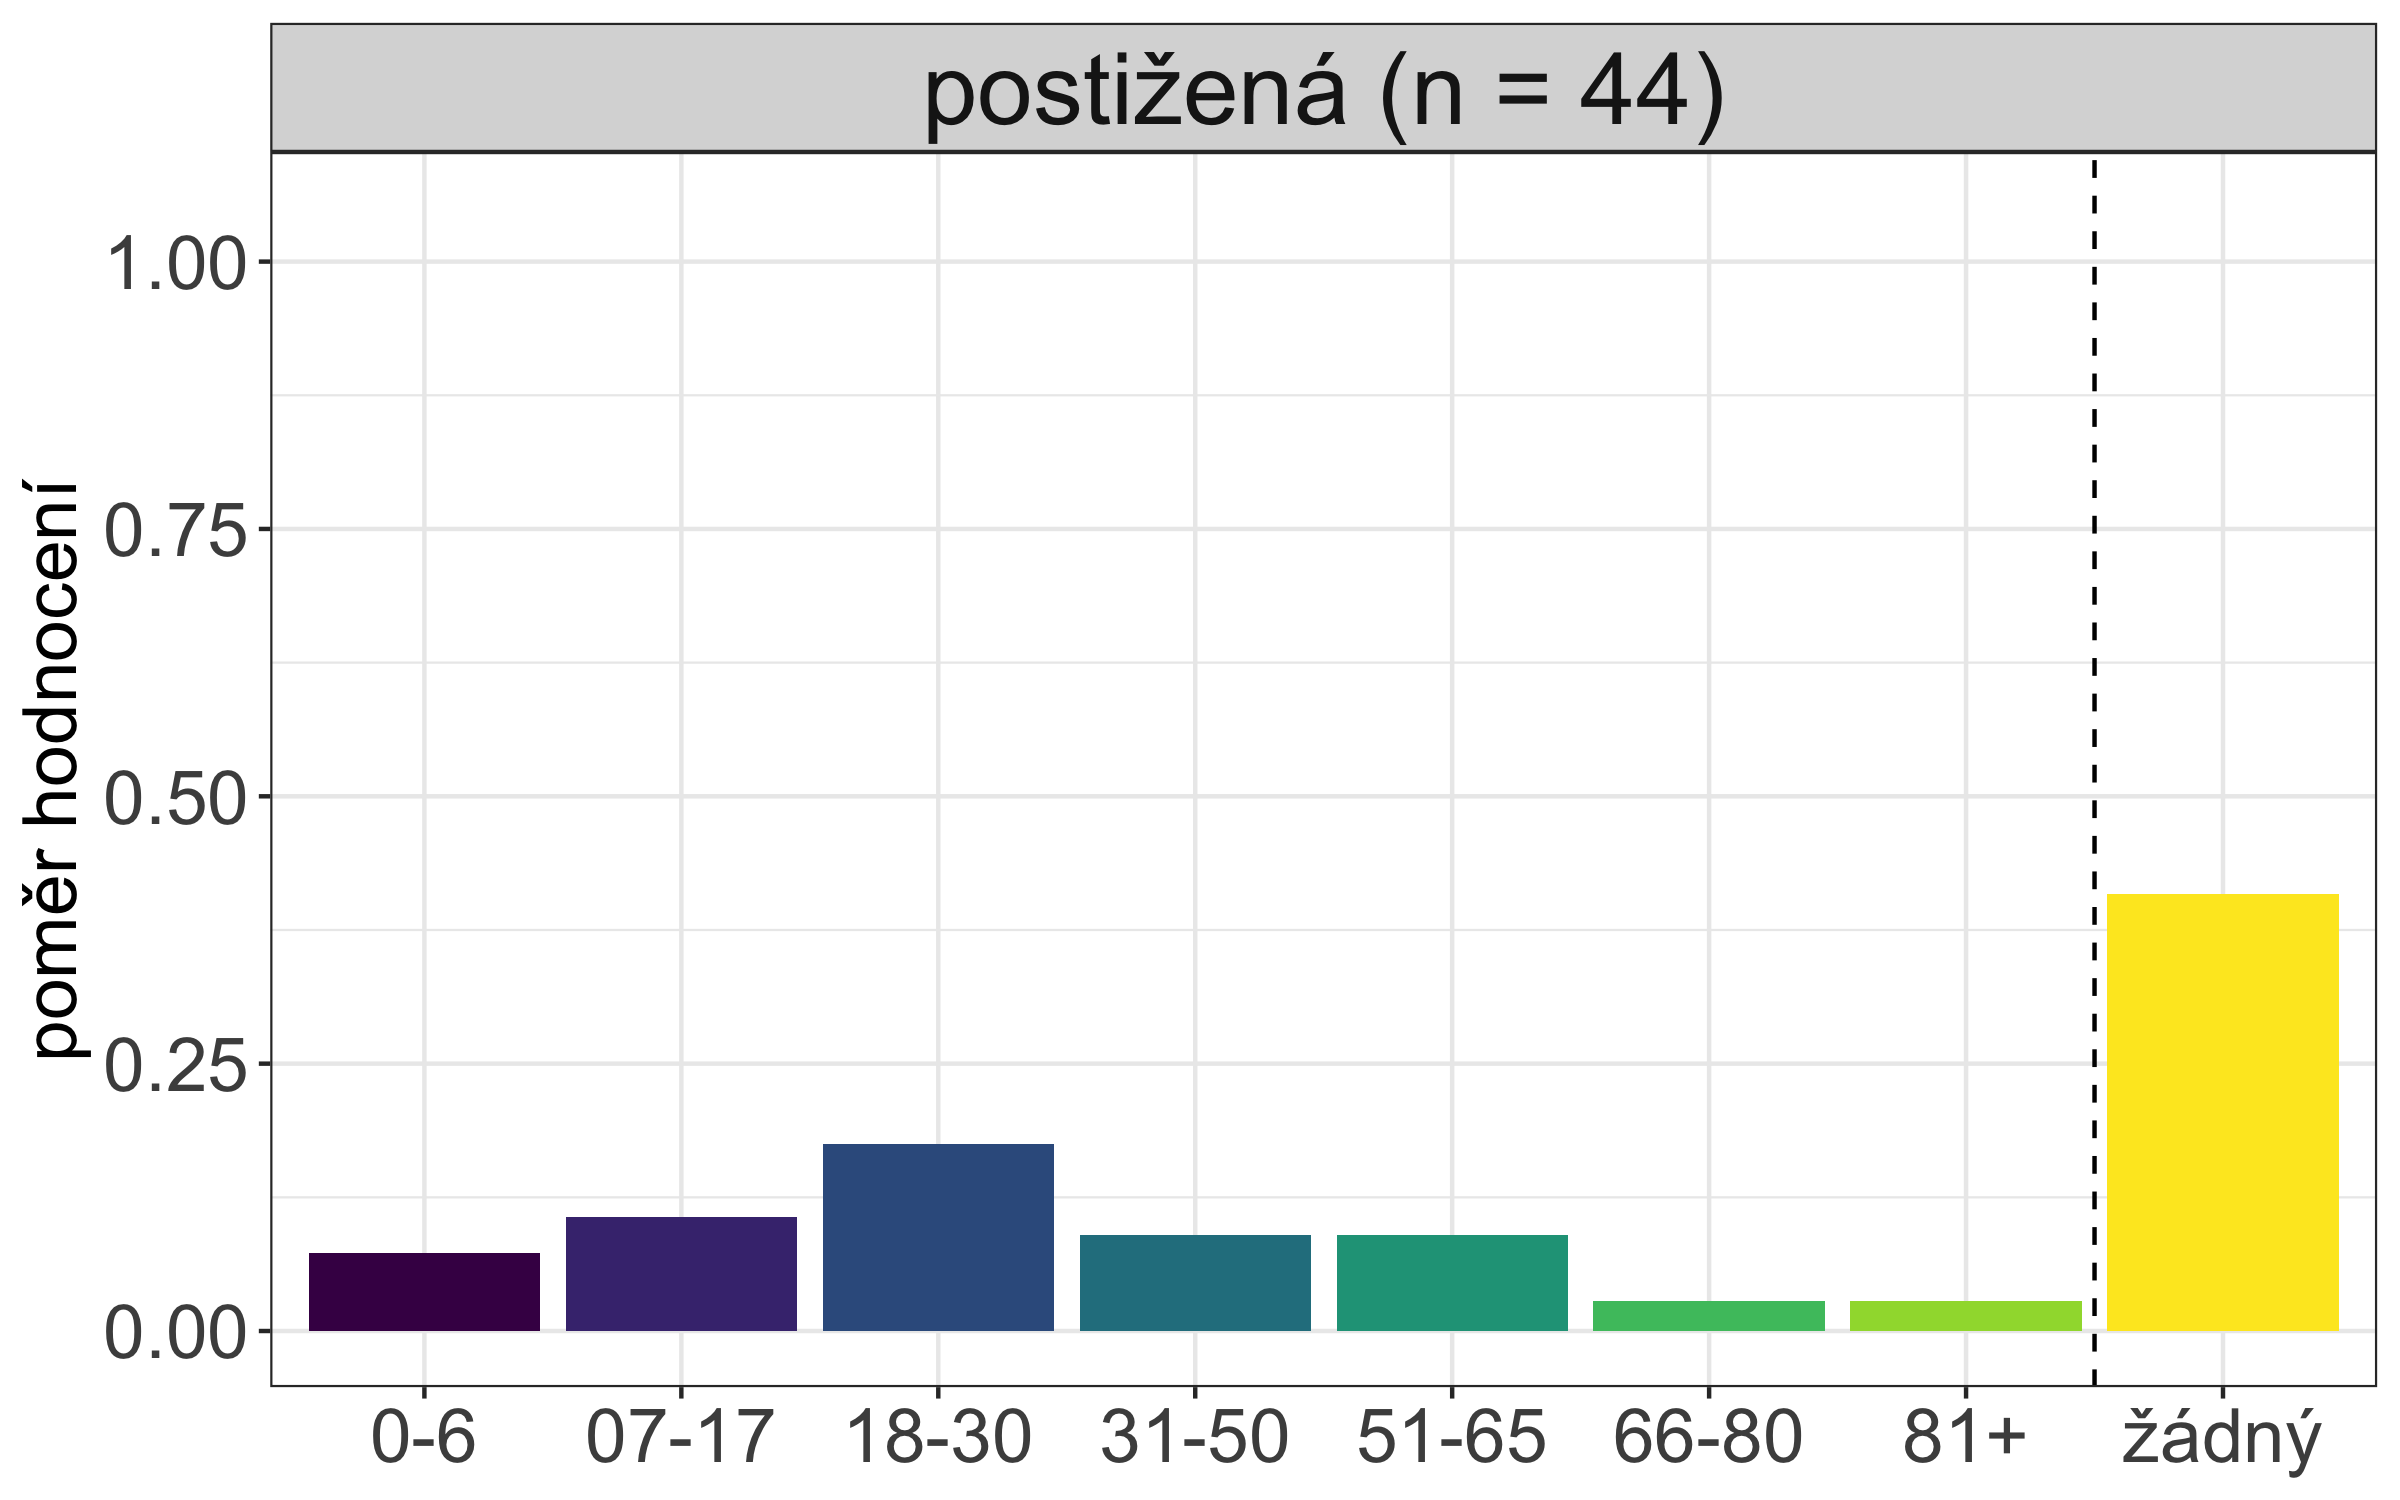 postižená (n = 44)
poměr hodnocení
1.00
0.75
0.50
0.25
0.00
0-6 07-17 18-30 31-50 51-65 66-80 81+ žádný